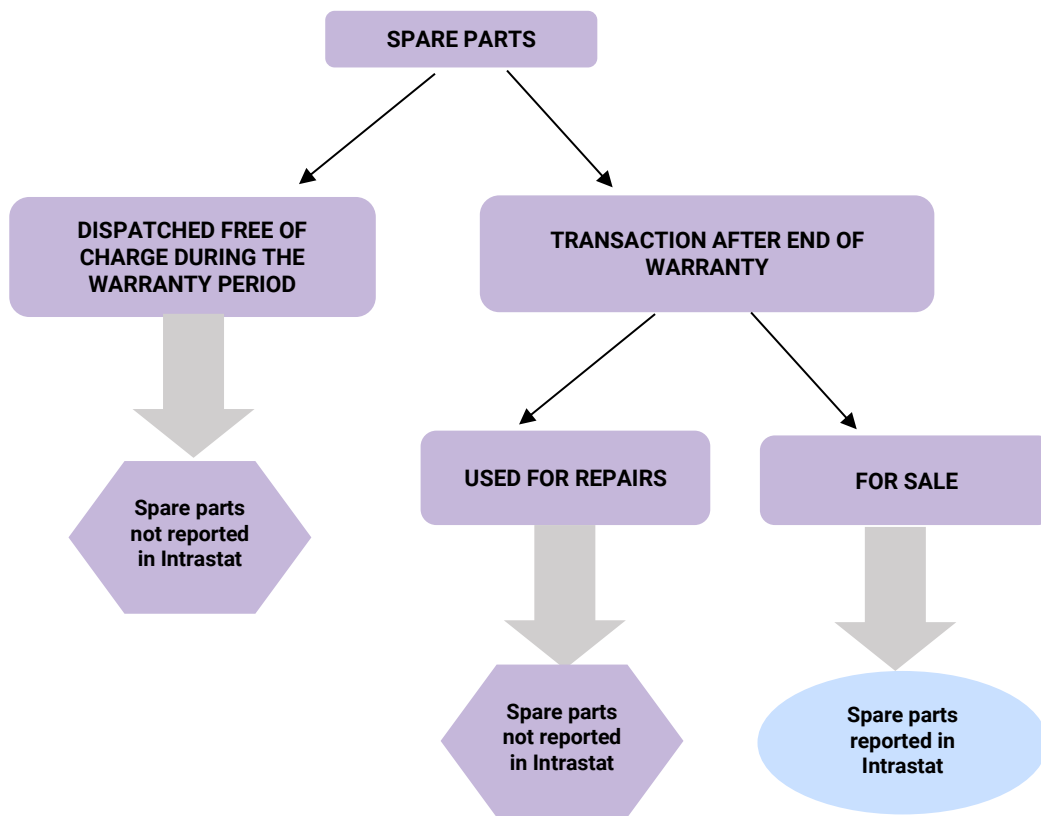 SPARE PARTS
DISPATCHED FREE OF
CHARGE DURING THE
WARRANTY PERIOD
TRANSACTION AFTER END OF
WARRANTY
USED FOR REPAIRS
FOR SALE
Spare parts
not reported
in Intrastat
Spare parts
not reported
in Intrastat
Spare parts
reported in
Intrastat